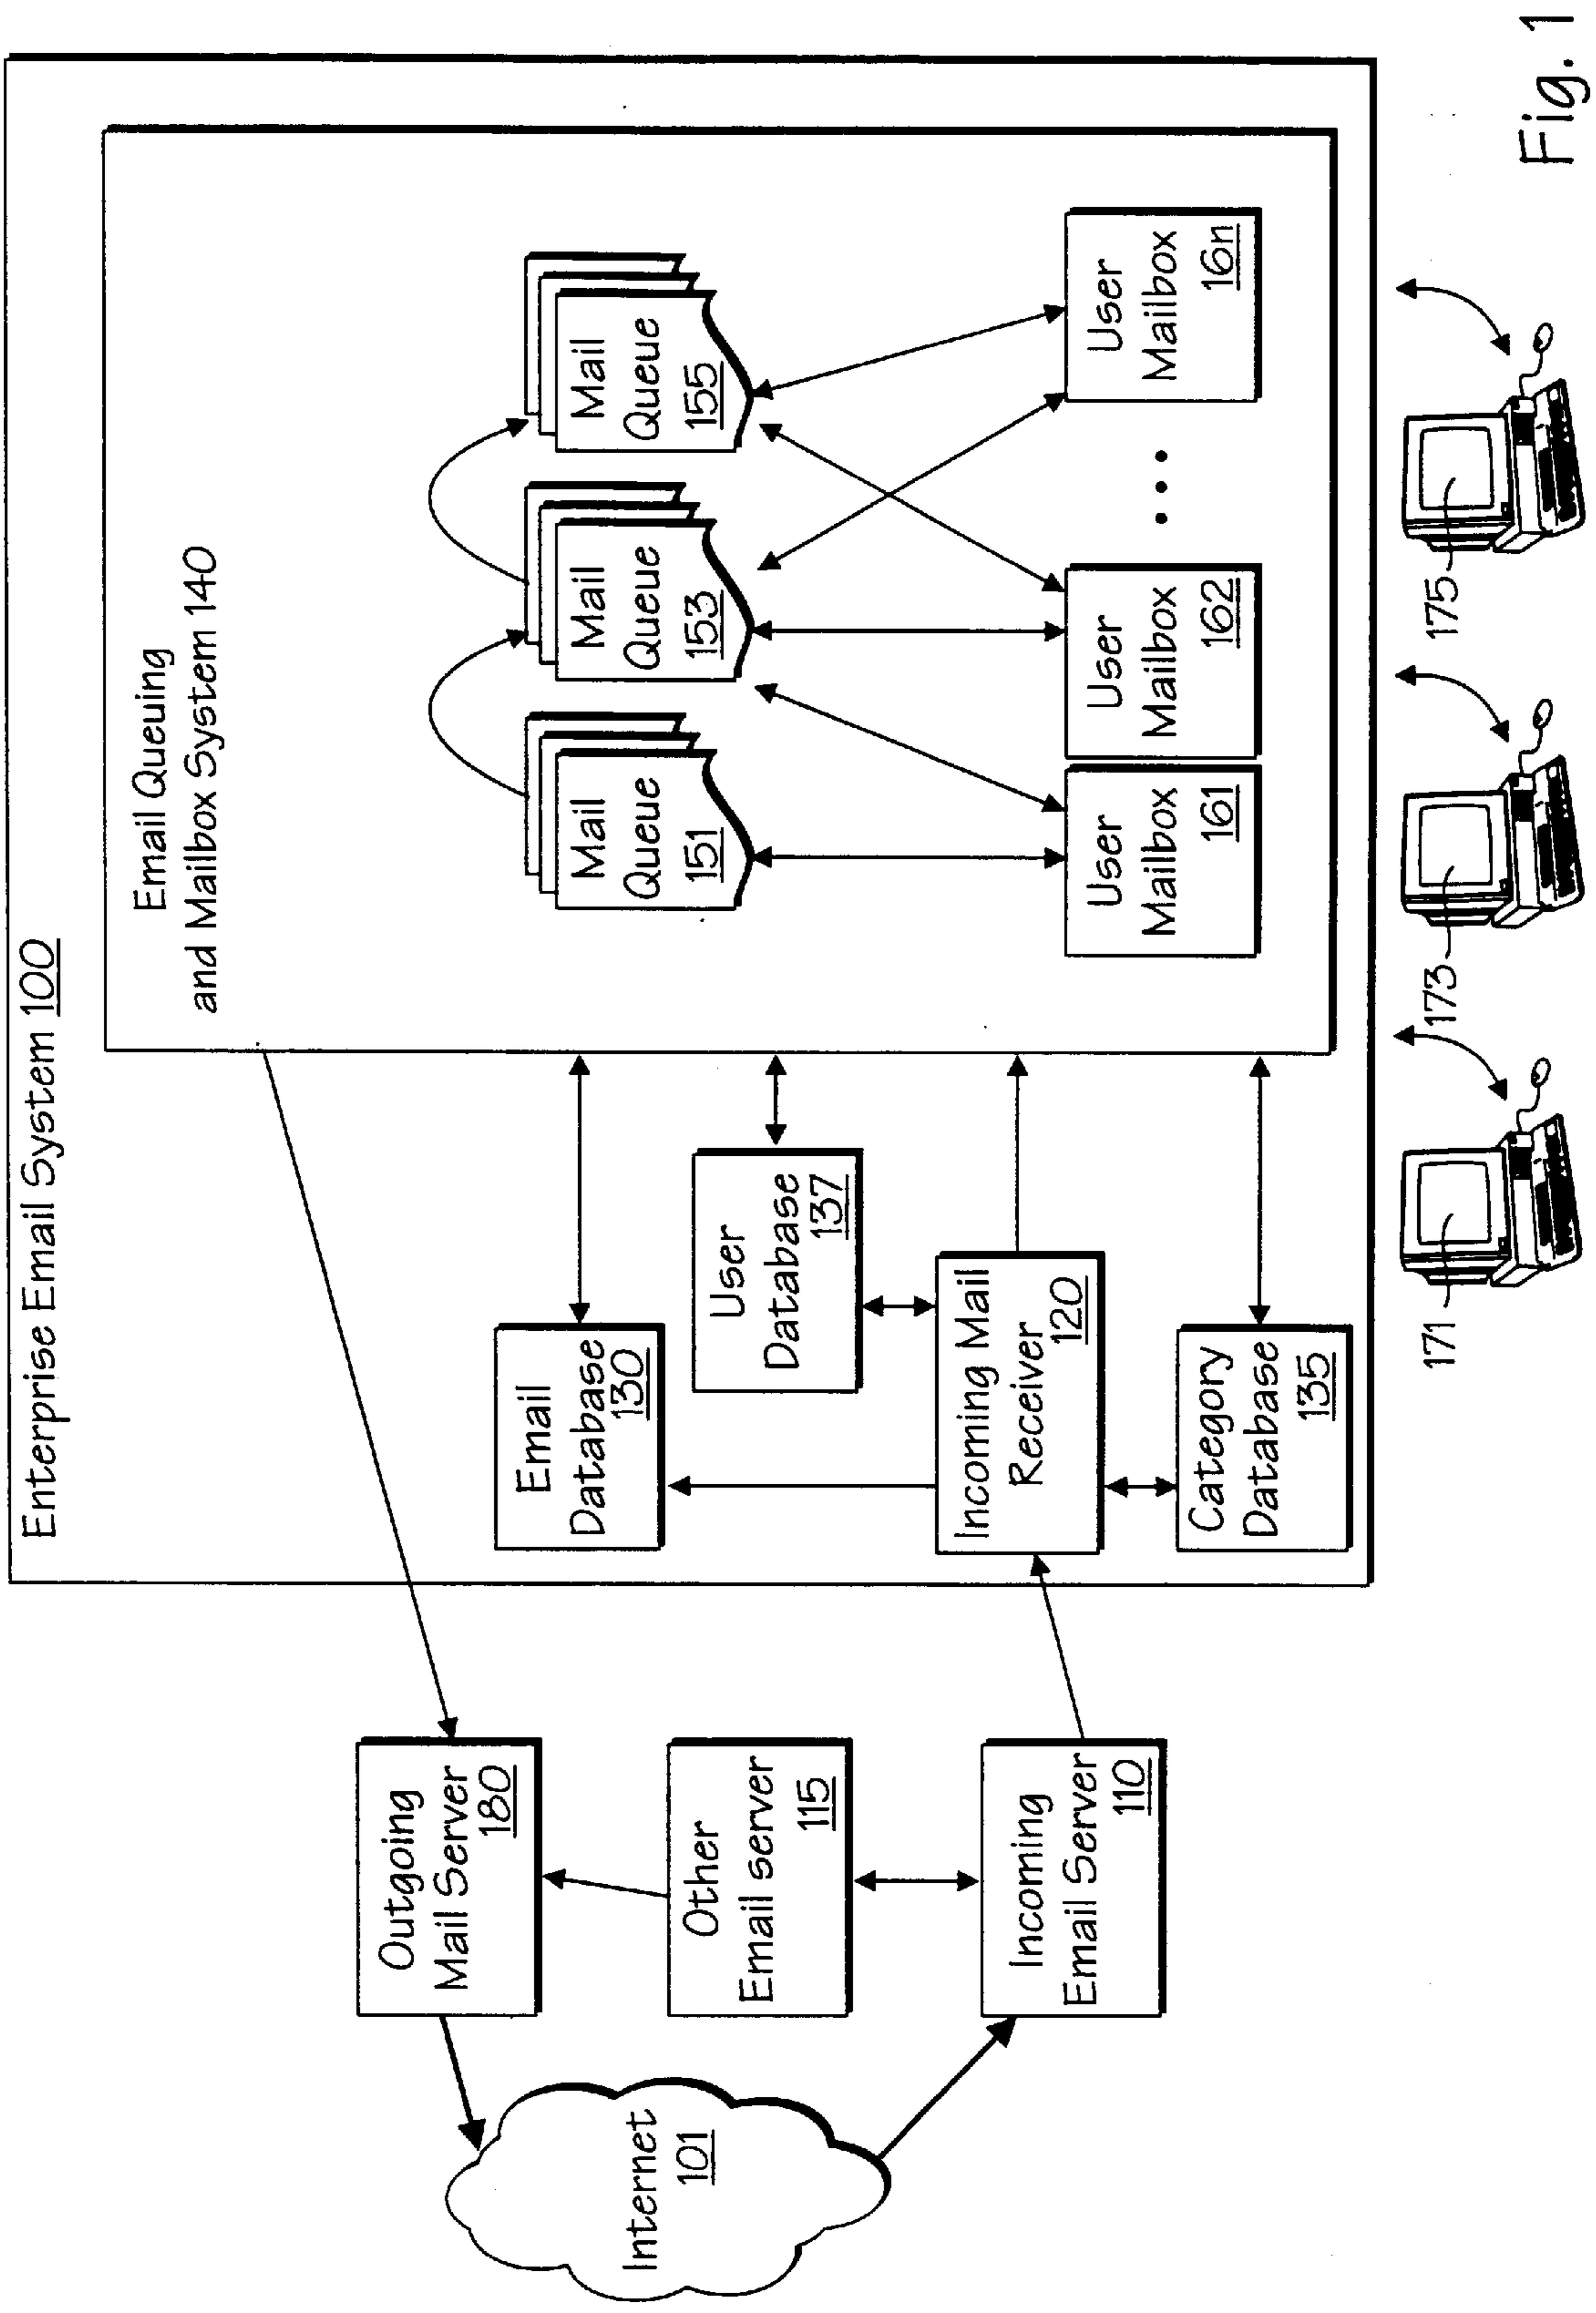 Enterprise Email System 100
Email Queuing
and Mailbox System 140
Outgoing
Mail Server
180
Internet
101
Other
Email server
115
Incoming
Email Server
110
Email
Database
130
User
Database
137
Incoming Mail
Receiver
120
Category
Database
135
Mail
Queue
151
Mail
Queue
153
Mail
Queue
155
User
Mailbox
161
User
Mailbox
162
User
Mailbox
16n
171
173
175
Fig. 1